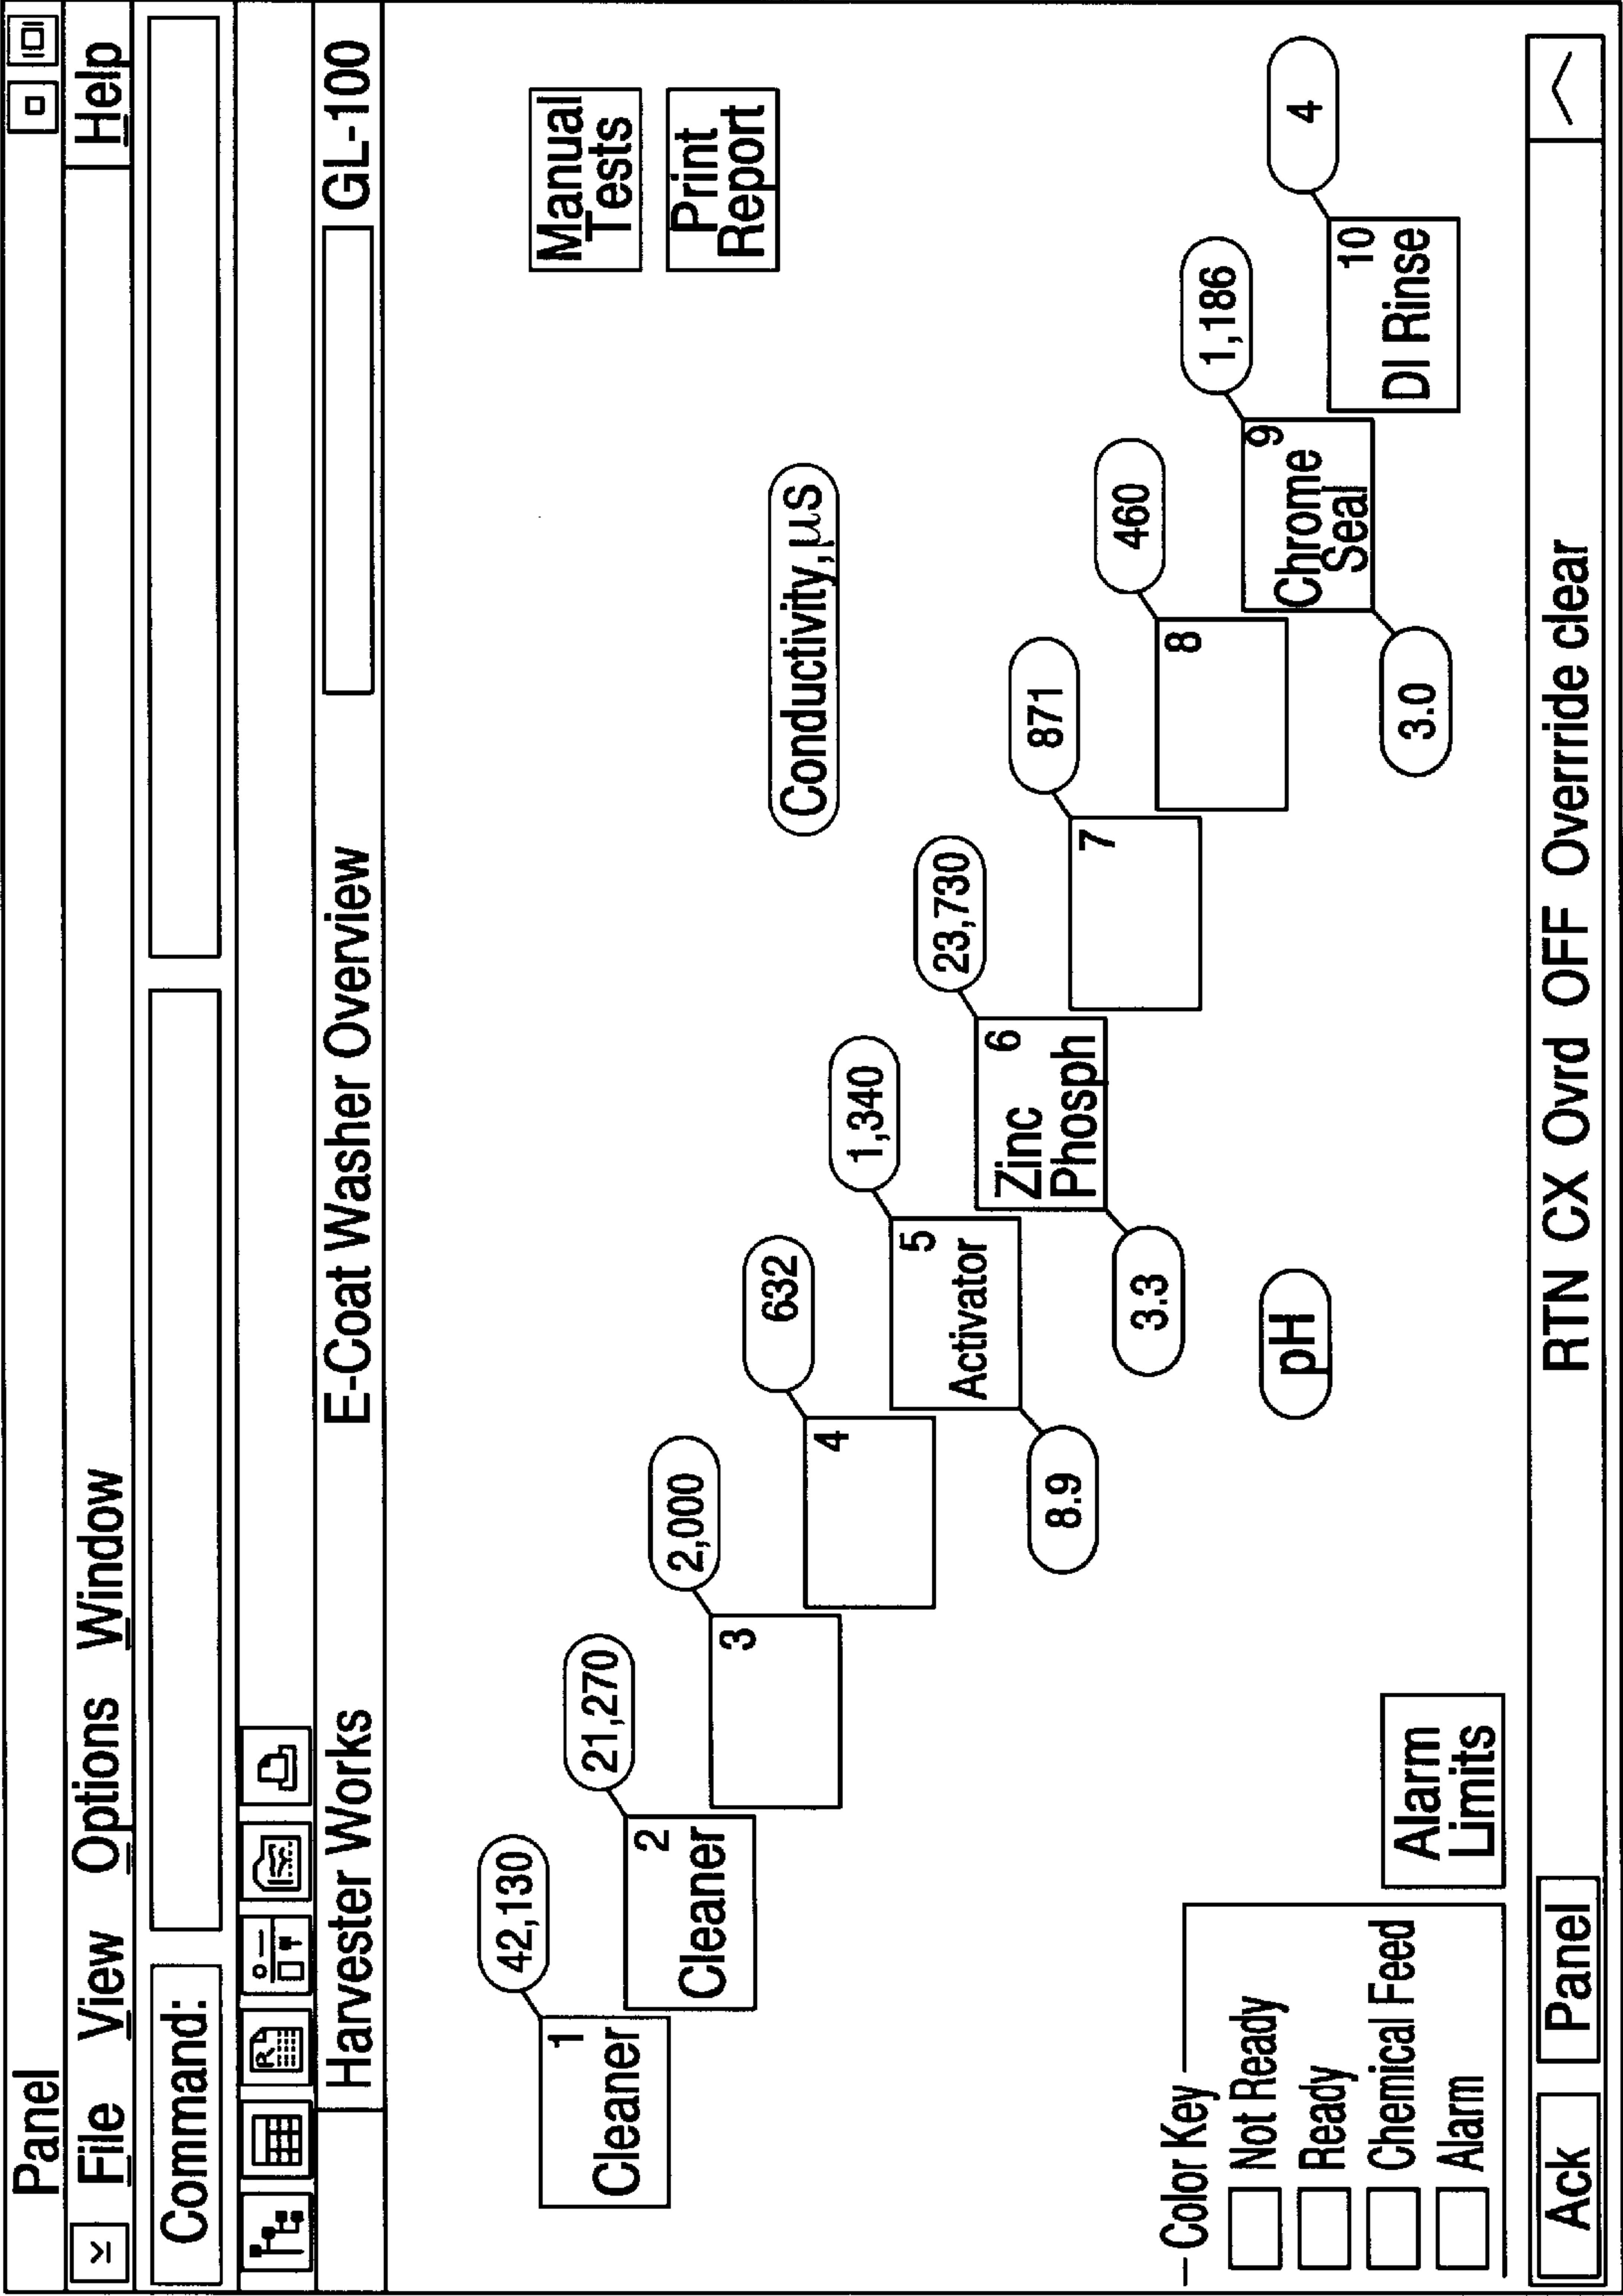 Panel
File View Options Window Help
Command:
Harvester Works E-Coat Washer Overview GL-100
Manual
Tests
Print
Report
Conductivity, µS
42,130
1
Cleaner
21,270
2
Cleaner
2,000
3
632
4
1,340
5
Activator
8.9
23,730
6
Zinc
Phosph
3.3
871
7
460
8
1,186
9
Chrome
Seal
3.0
4
10
DI Rinse
pH
Color Key
Not Ready
Ready
Chemical Feed
Alarm
Alarm
Limits
Ack Panel RTN CX Ovrd OFF Override clear